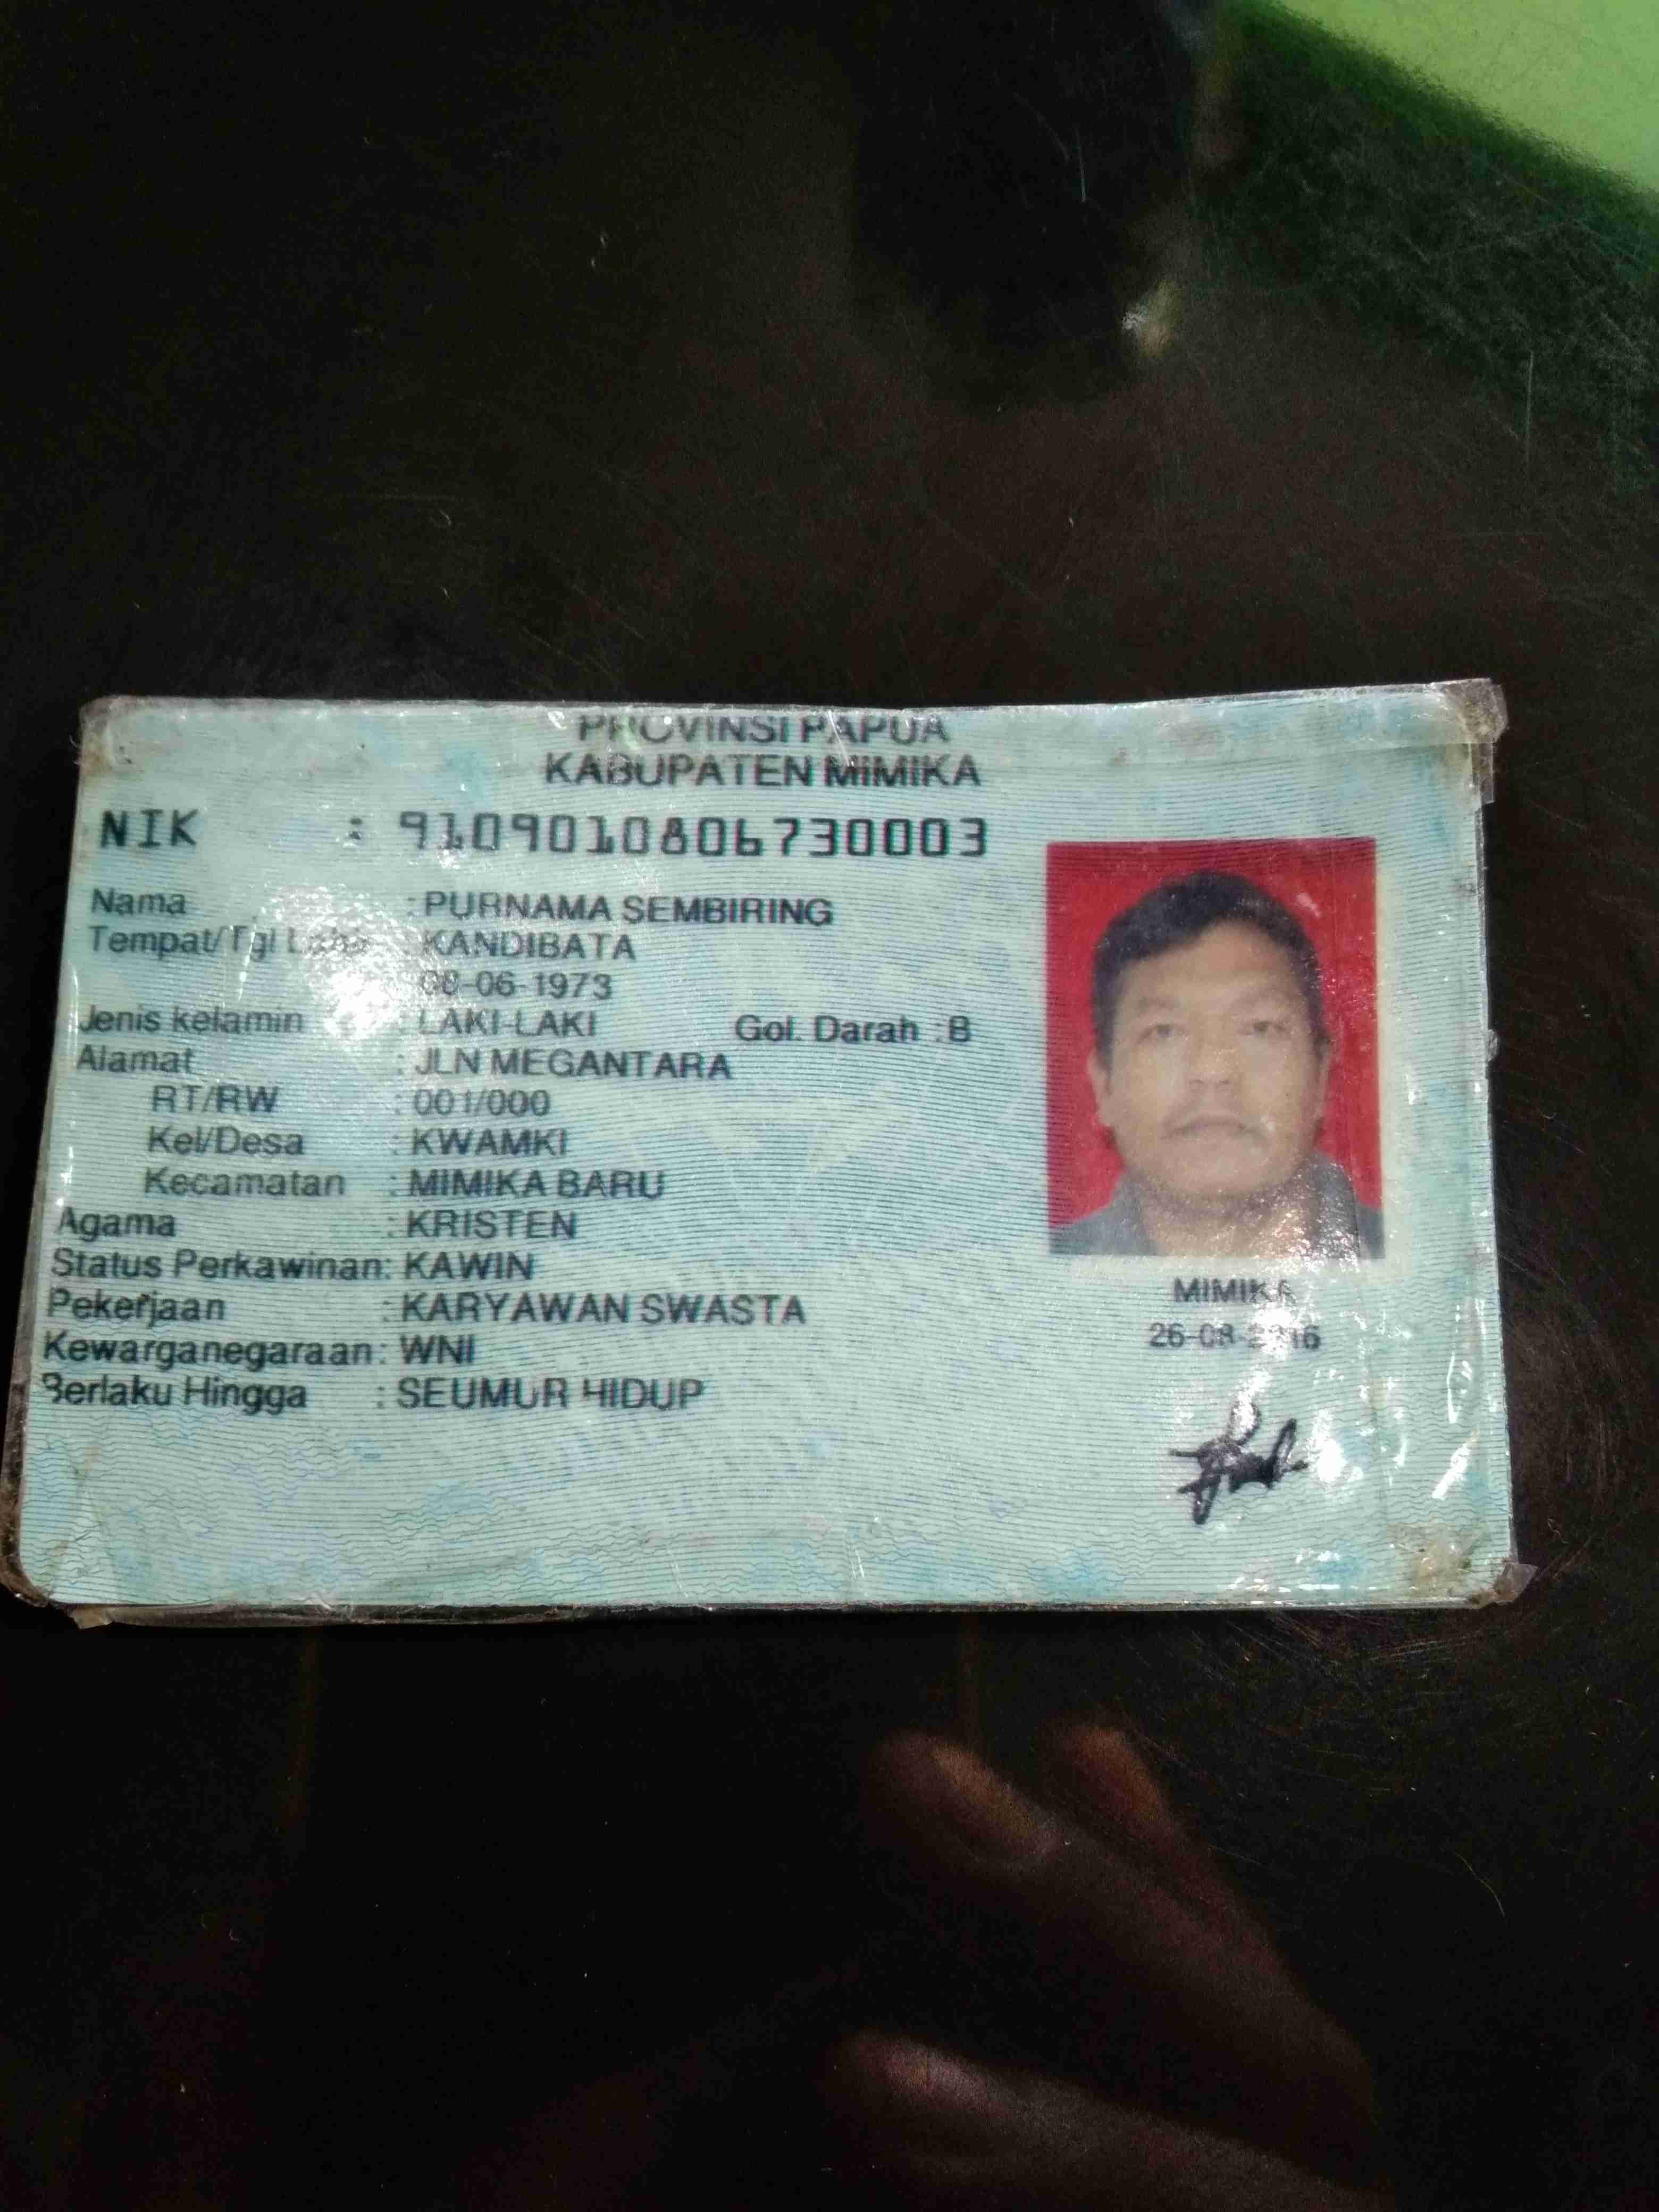 PROVINSI PAPUA
KABUPATEN MIMIKA
NIK : 9109010806730003
Nama : PURNAMA SEMBIRING
Tempat/Tgl Lahir : KANDIBATA
08-06-1973
Jenis kelamin : LAKI-LAKI Gol. Darah : B
Alamat : JLN MEGANTARA
RT/RW : 001/000
Kel/Desa : KWAMKI
Kecamatan : MIMIKA BARU
Agama : KRISTEN
Status Perkawinan: KAWIN
Pekerjaan : KARYAWAN SWASTA
Kewarganegaraan: WNI
Berlaku Hingga : SEUMUR HIDUP
MIMIKA
26-08-2016